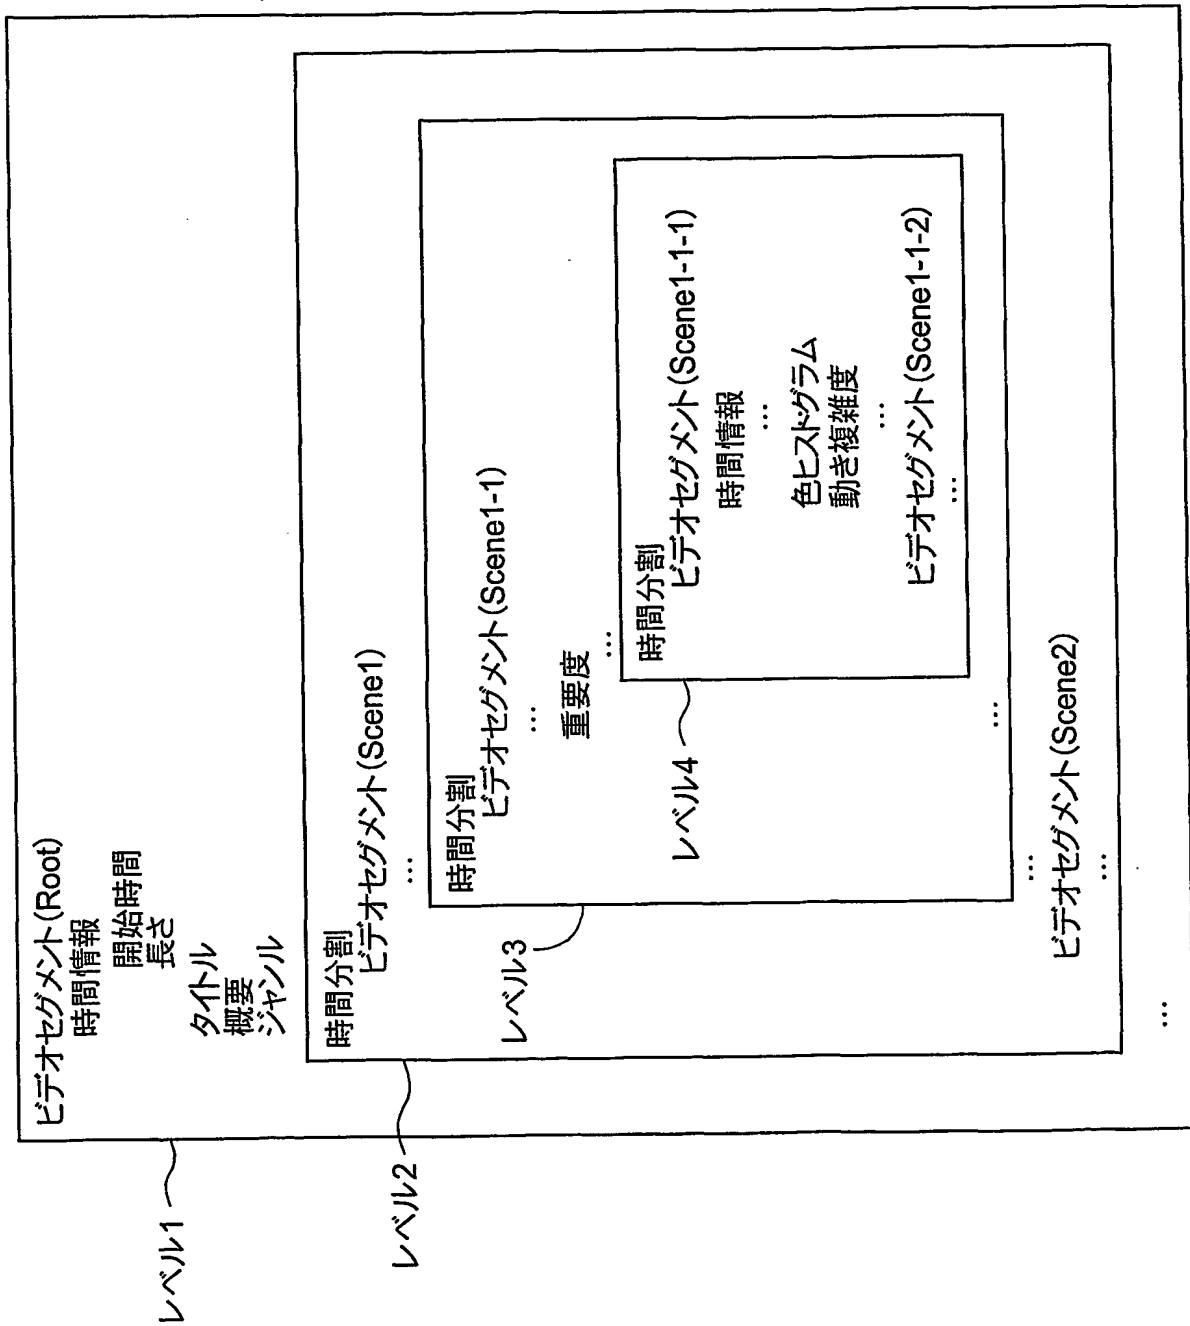 レベル1
ビデオセグメント(Root)
時間情報
開始時間
長さ
タイトル
概要
ジャンル
レベル2
時間分割
ビデオセグメント(Scene1)
…
レベル3
時間分割
ビデオセグメント(Scene1-1)
…
重要度
…
レベル4
時間分割
ビデオセグメント(Scene1-1-1)
時間情報
…
色ヒストグラム
動き複雑度
…
ビデオセグメント(Scene1-1-2)
…
…
…
ビデオセグメント(Scene2)
…
…